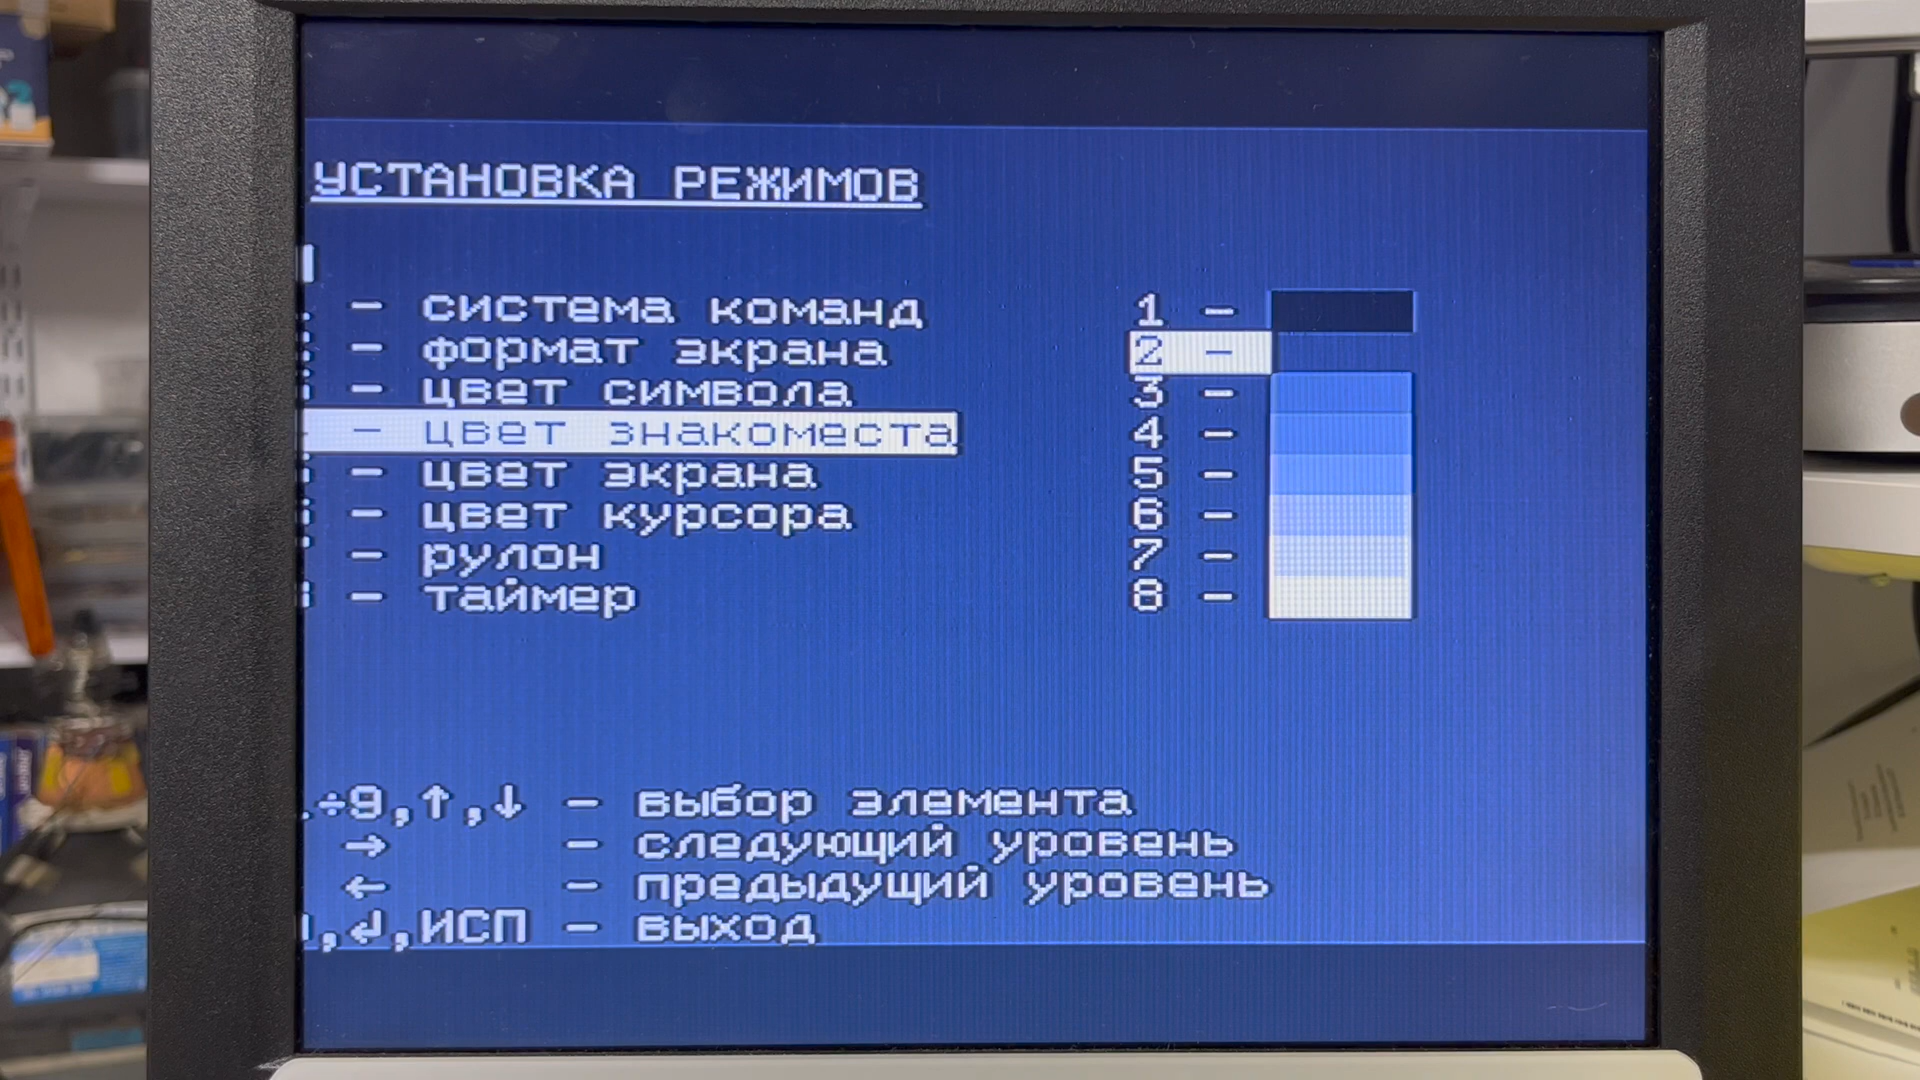 УСТАНОВКА РЕЖИМОВ
- система команд
- формат экрана
- цвет символа
- цвет знакоместа
- цвет экрана
- цвет курсора
- рулон
- таймер
1 -
2 -
3 -
4 -
5 -
6 -
7 -
8 -
÷9,↑,↓ - выбор элемента
→ - следующий уровень
← - предыдущий уровень
,↵,ИСП - выход